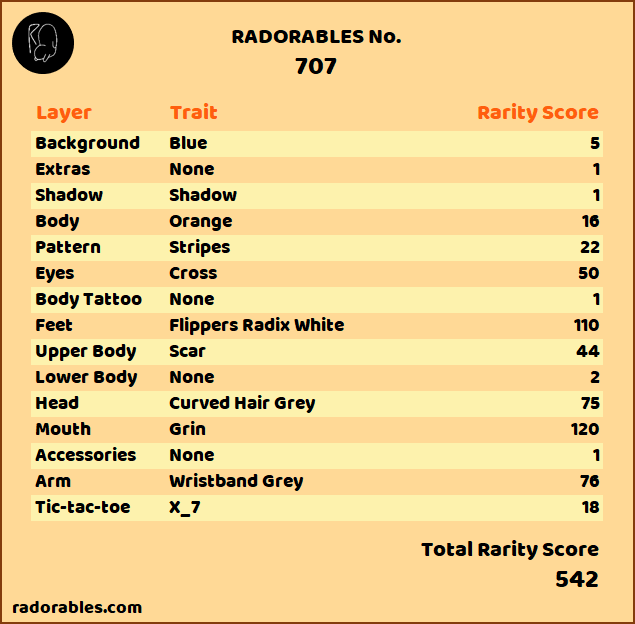 RADORABLES No.
707
Layer Trait Rarity Score
Background Blue 5
Extras None 1
Shadow Shadow 1
Body Orange 16
Pattern Stripes 22
Eyes Cross 50
Body Tattoo None 1
Feet Flippers Radix White 110
Upper Body Scar 44
Lower Body None 2
Head Curved Hair Grey 75
Mouth Grin 120
Accessories None 1
Arm Wristband Grey 76
Tic-tac-toe X_7 18
Total Rarity Score
542
radorables.com